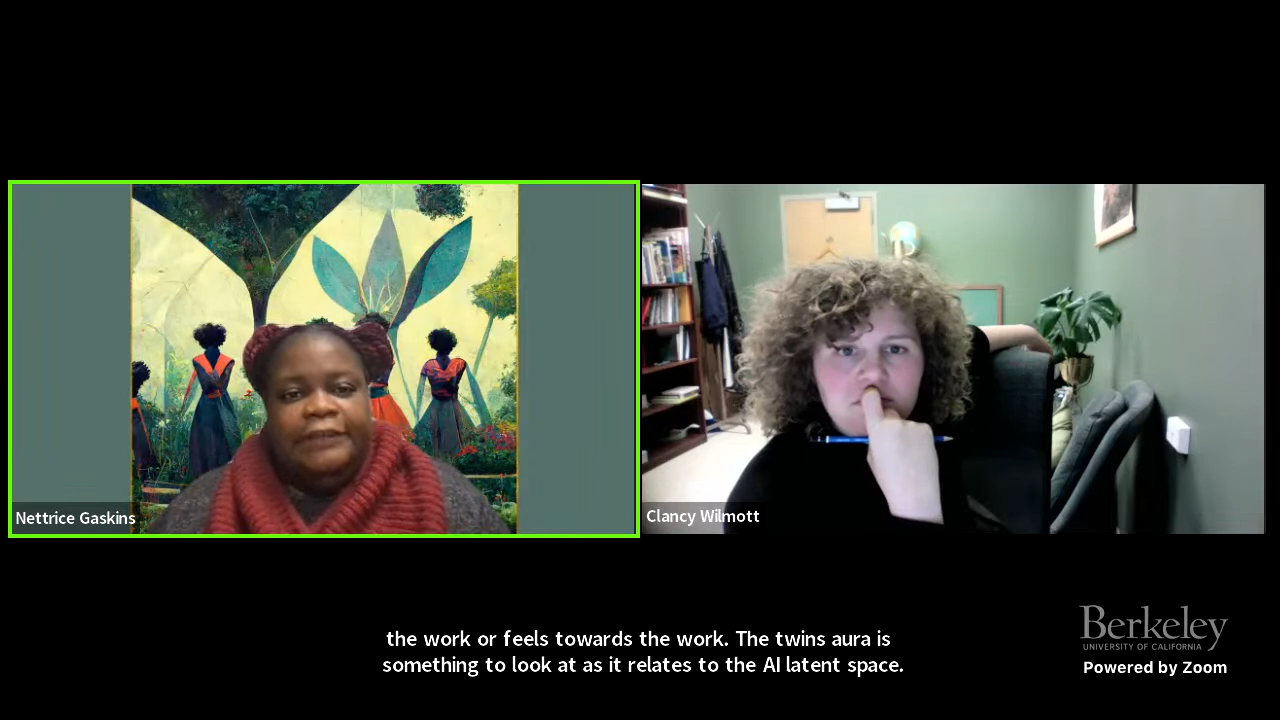 Nettrice Gaskins
Clancy Wilmott
the work or feels towards the work. The twins aura is
something to look at as it relates to the AI latent space.
Berkeley
UNIVERSITY OF CALIFORNIA
Powered by Zoom